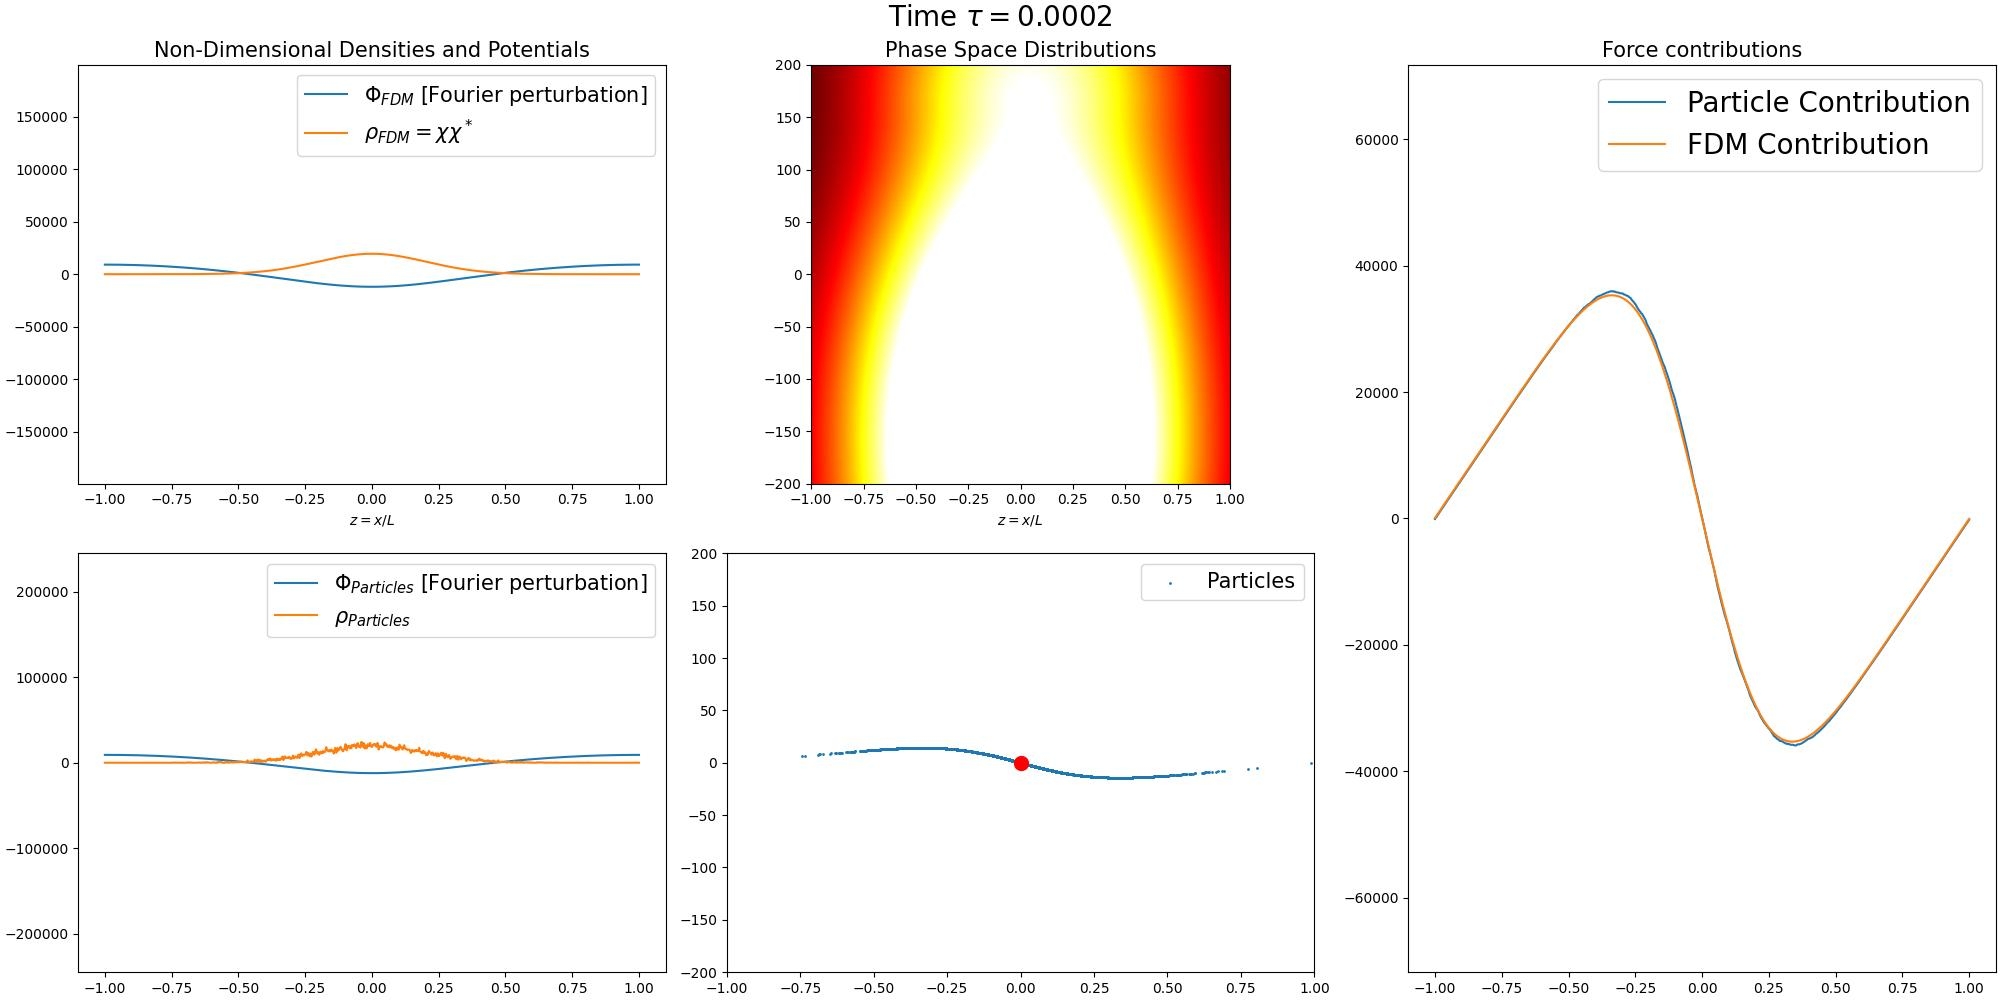 Time τ = 0.0002
Non-Dimensional Densities and Potentials
Φ_FDM [Fourier perturbation]
ρ_FDM = χχ*
150000
100000
50000
0
−50000
−100000
−150000
−1.00 −0.75 −0.50 −0.25 0.00 0.25 0.50 0.75 1.00
z = x/L
Phase Space Distributions
200
150
100
50
0
−50
−100
−150
−200
−1.00 −0.75 −0.50 −0.25 0.00 0.25 0.50 0.75 1.00
z = x/L
Force contributions
Particle Contribution
FDM Contribution
60000
40000
20000
0
−20000
−40000
−60000
−1.00 −0.75 −0.50 −0.25 0.00 0.25 0.50 0.75 1.00
Φ_Particles [Fourier perturbation]
ρ_Particles
200000
100000
0
−100000
−200000
−1.00 −0.75 −0.50 −0.25 0.00 0.25 0.50 0.75 1.00
Particles
200
150
100
50
0
−50
−100
−150
−200
−1.00 −0.75 −0.50 −0.25 0.00 0.25 0.50 0.75 1.00